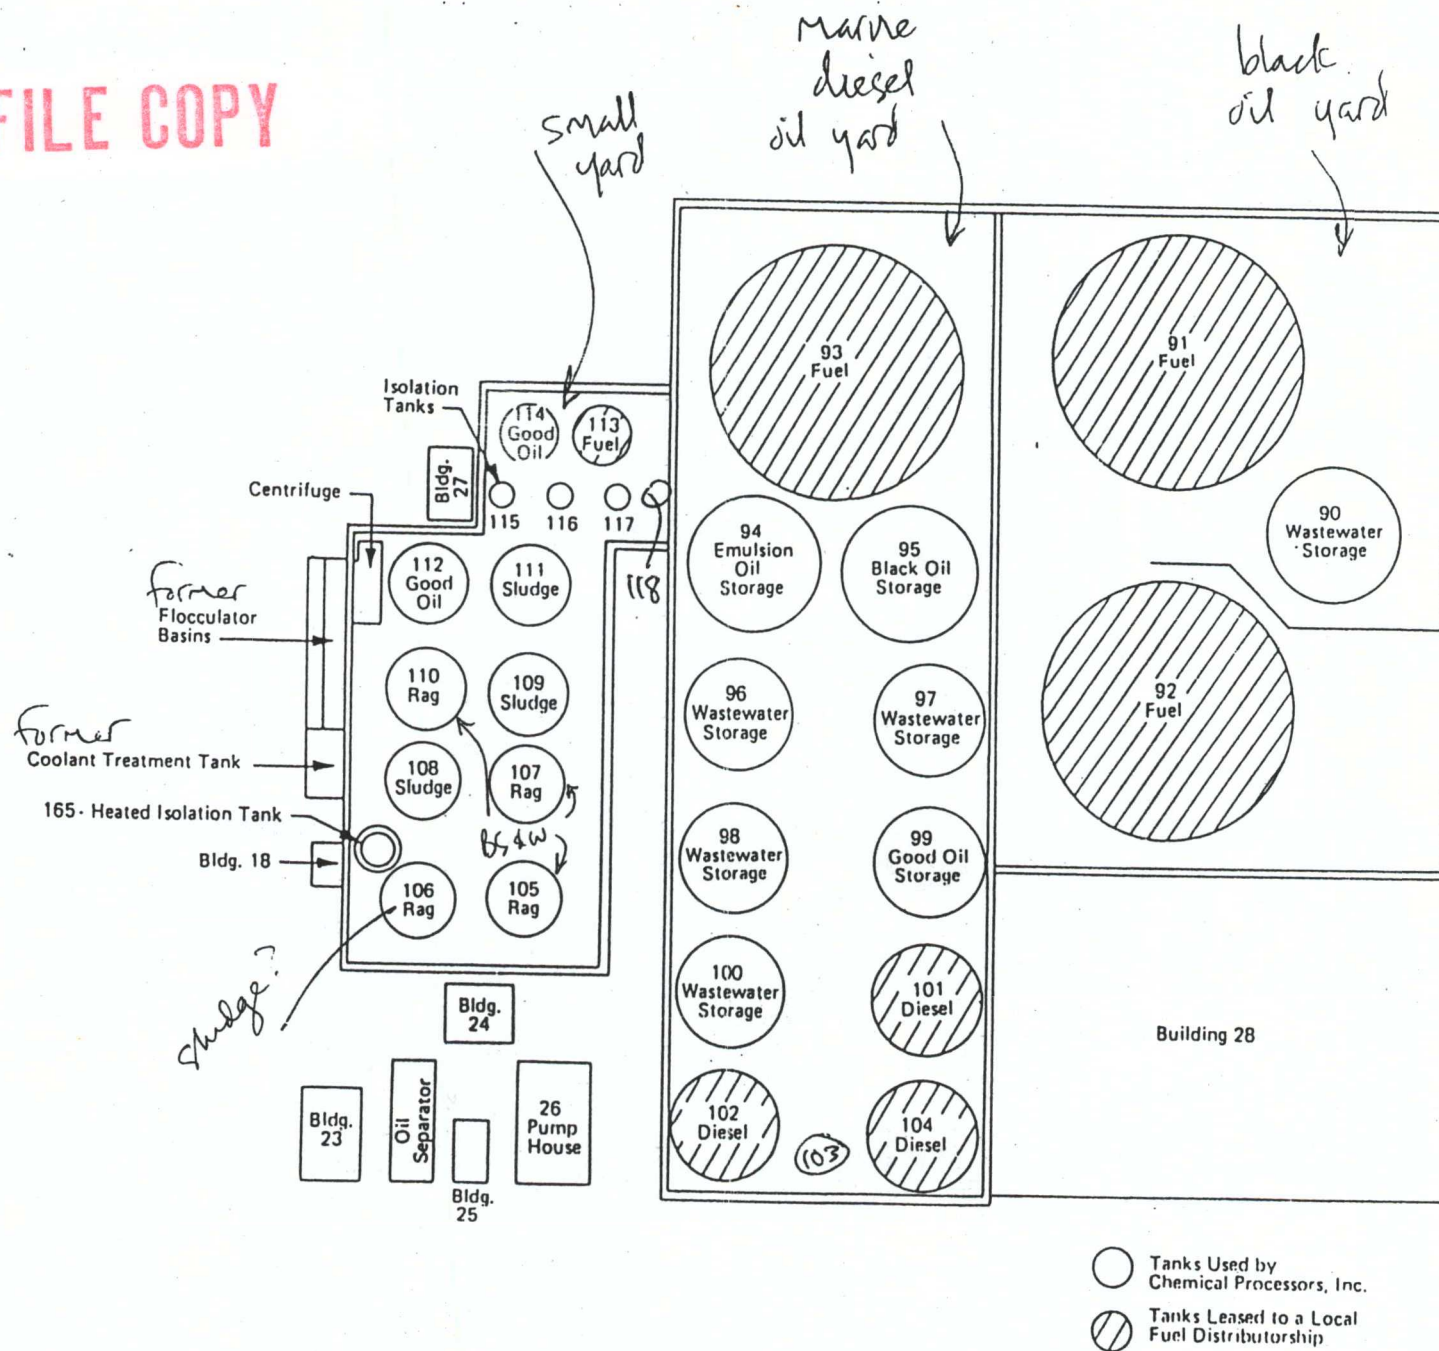 FILE COPY
small
yard
marine
diesel
oil yard
black
oil yard
Isolation
Tanks
114
Good
Oil
113
Fuel
Bldg.
27
Centrifuge
115
116
117
118
93
Fuel
91
Fuel
90
Wastewater
Storage
94
Emulsion
Oil
Storage
95
Black Oil
Storage
112
Good
Oil
111
Sludge
former
Flocculator
Basins
110
Rag
109
Sludge
96
Wastewater
Storage
97
Wastewater
Storage
92
Fuel
former
Coolant Treatment Tank
108
Sludge
107
Rag
BS&W
165- Heated Isolation Tank
Bldg. 18
106
Rag
105
Rag
98
Wastewater
Storage
99
Good Oil
Storage
sludge?
100
Wastewater
Storage
101
Diesel
Bldg.
24
Building 28
Bldg.
23
Oil
Separator
Bldg.
25
26
Pump
House
102
Diesel
103
104
Diesel
Tanks Used by
Chemical Processors, Inc.
Tanks Leased to a Local
Fuel Distributorship